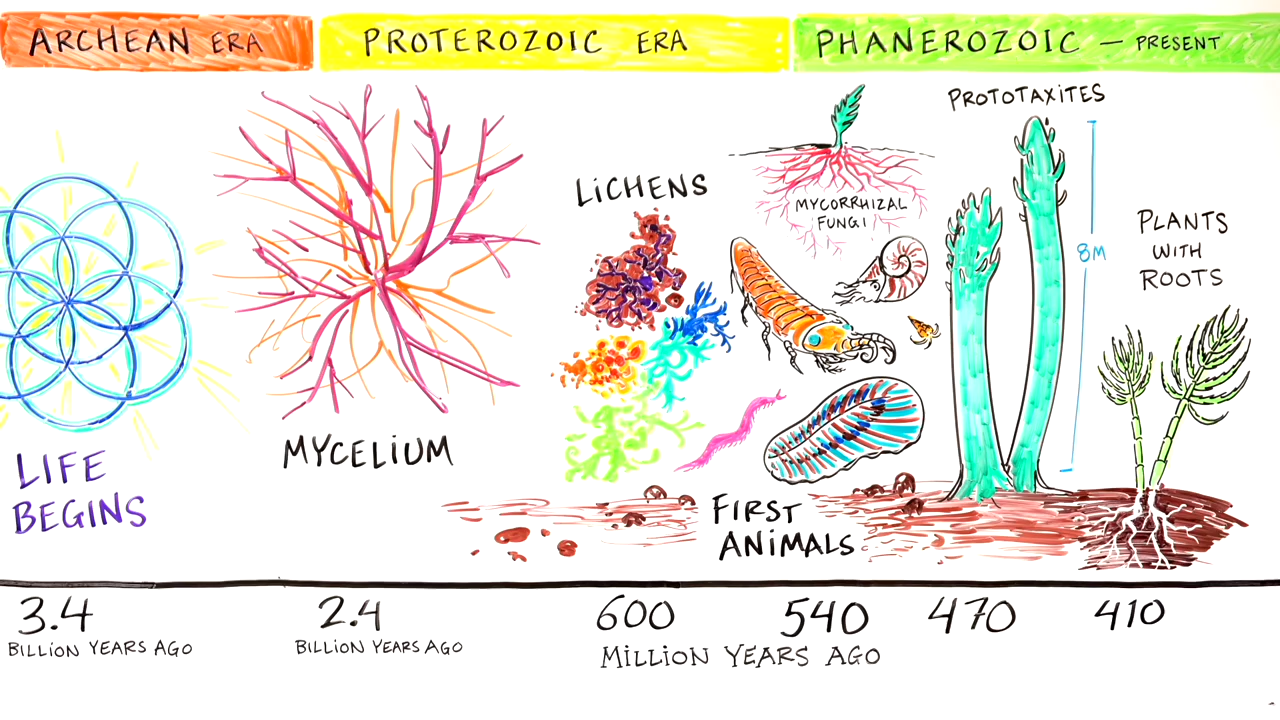 ARCHEAN ERA
PROTEROZOIC ERA
PHANEROZOIC — PRESENT
PROTOTAXITES
LiCHENS
MYCORRHIZAL
FUNGI
PLANTS
WITH
ROOTS
8M
MYCELiUM
LIFE
BEGINS
FIRST
ANiMALS
3.4
BiLLiON YEARS AGO
2.4
BiLLiON YEARS AGO
600
540
470
410
MiLLiON YEARS AGO